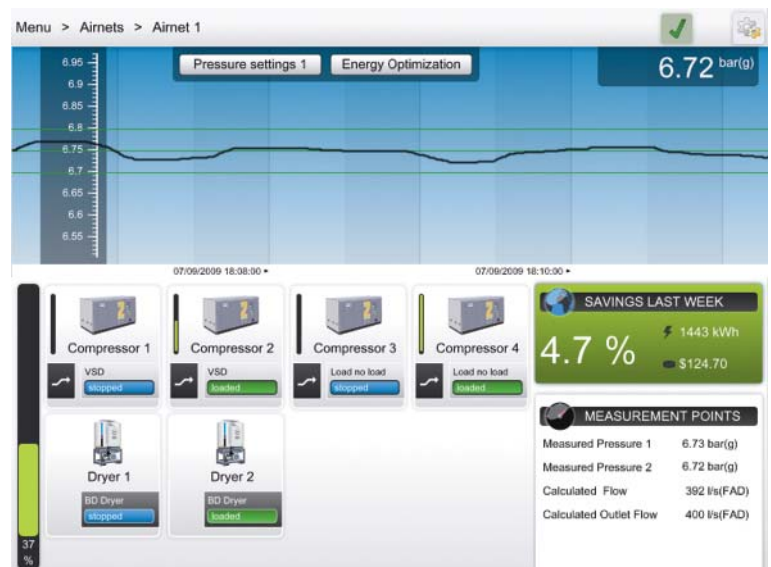 Menu > Airnets > Airnet 1
Pressure settings 1 Energy Optimization 6.72 bar(g)
6.95
6.9
6.85
6.8
6.75
6.7
6.65
6.6
6.55
07/09/2009 18:08:00 07/09/2009 18:10:00
SAVINGS LAST WEEK
4.7 %
1443 kWh
$124.70
Compressor 1 Compressor 2 Compressor 3 Compressor 4
VSD VSD Load no load Load no load
stopped loaded stopped loaded
MEASUREMENT POINTS
Measured Pressure 1 6.73 bar(g)
Measured Pressure 2 6.72 bar(g)
Calculated Flow 392 l/s(FAD)
Calculated Outlet Flow 400 l/s(FAD)
Dryer 1 Dryer 2
BD Dryer BD Dryer
stopped loaded
37
%